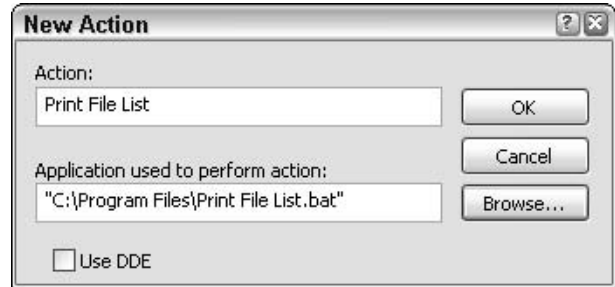 New Action
?
Action:
Print File List
OK
Cancel
Application used to perform action:
"C:\Program Files\Print File List.bat"
Browse...
Use DDE